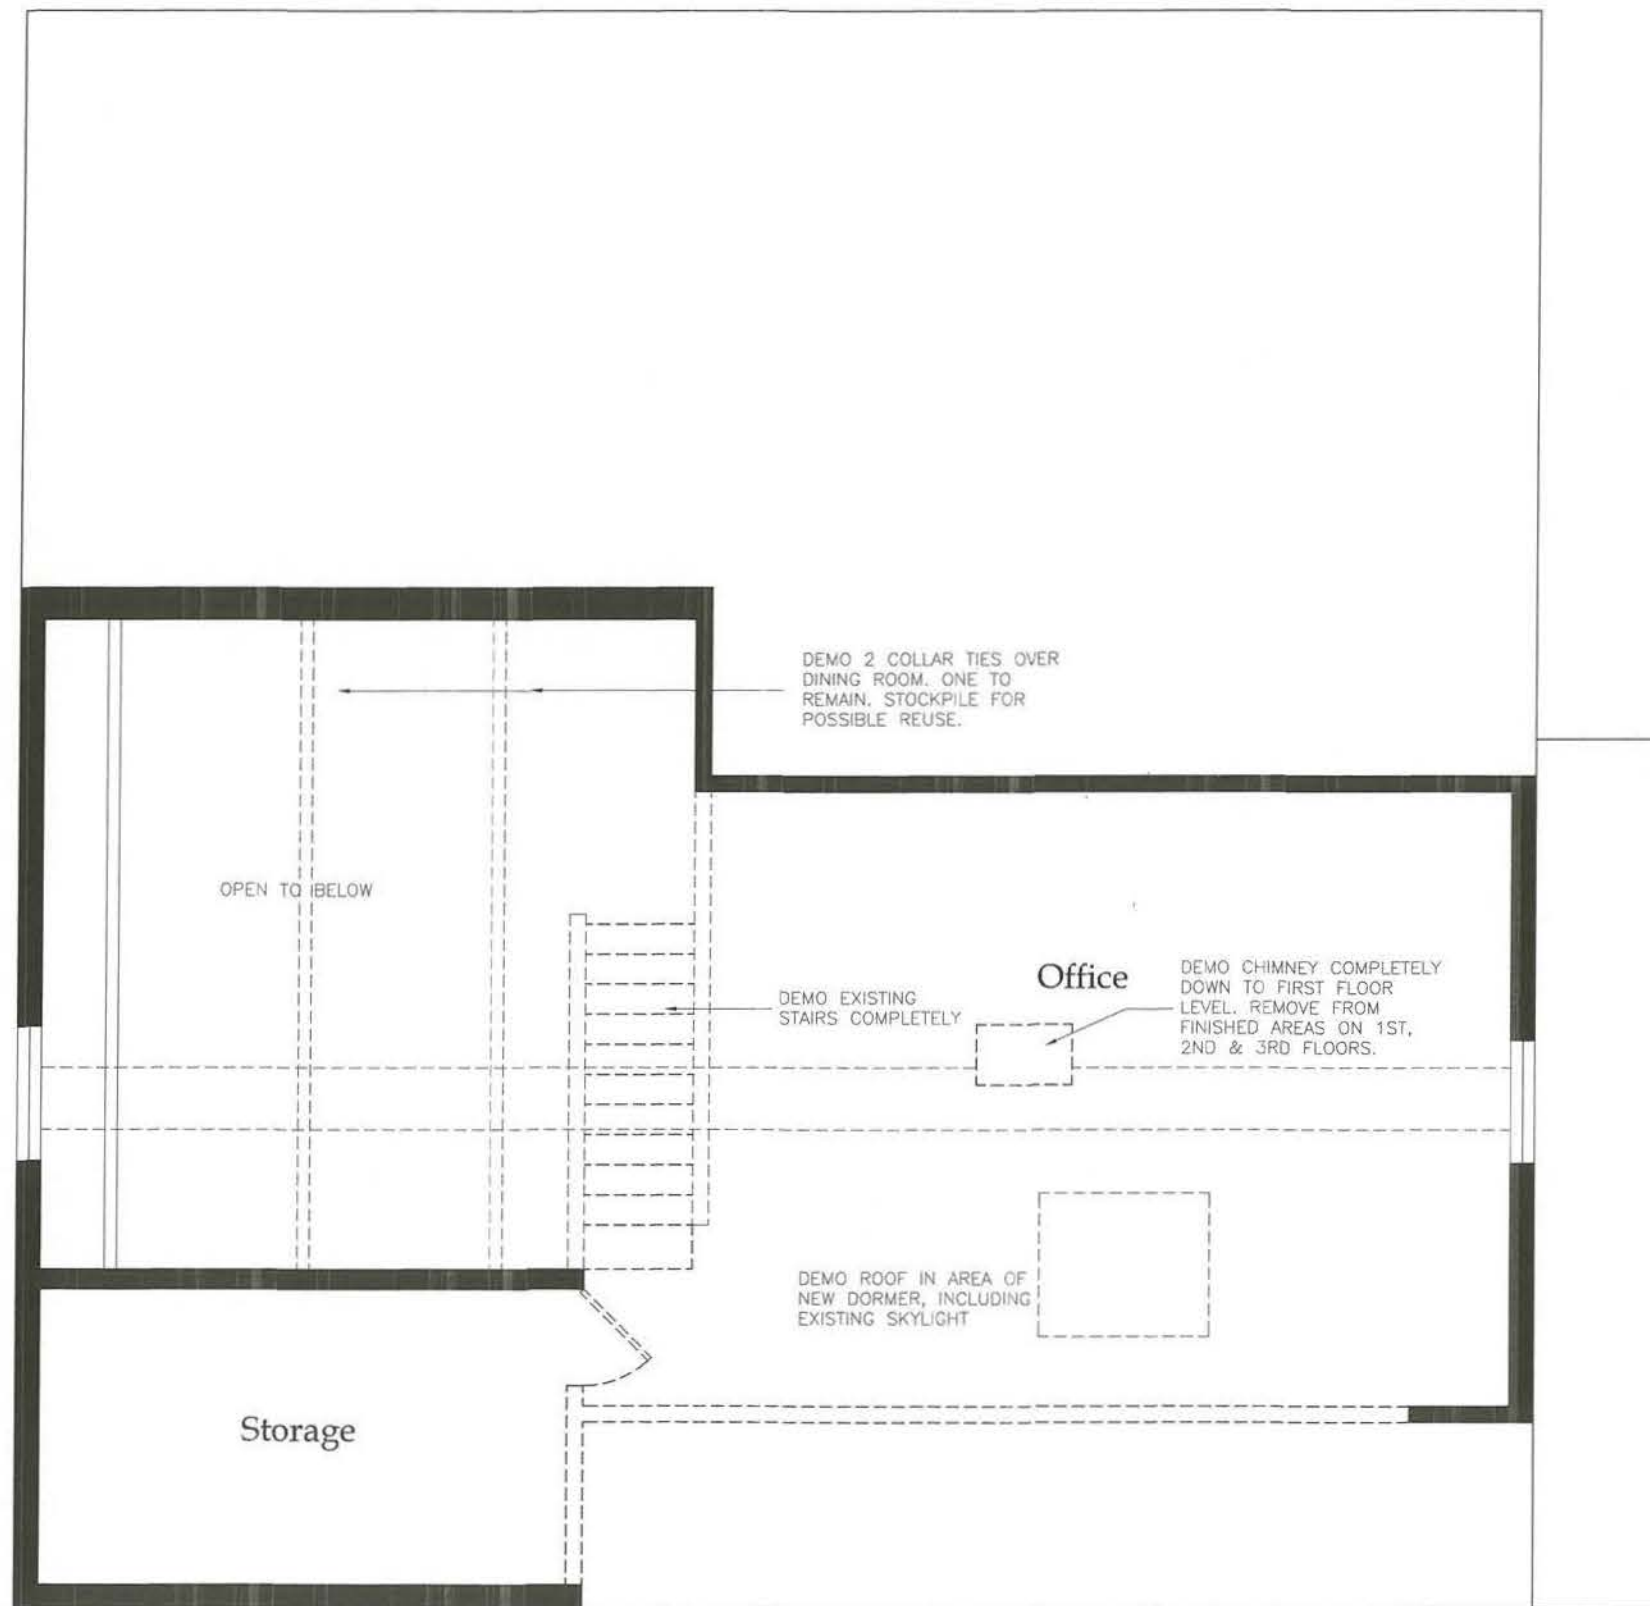 DEMO 2 COLLAR TIES OVER
DINING ROOM. ONE TO
REMAIN. STOCKPILE FOR
POSSIBLE REUSE.
OPEN TO BELOW
Office
DEMO CHIMNEY COMPLETELY
DOWN TO FIRST FLOOR
LEVEL. REMOVE FROM
FINISHED AREAS ON 1ST,
2ND & 3RD FLOORS.
DEMO EXISTING
STAIRS COMPLETELY
DEMO ROOF IN AREA OF
NEW DORMER, INCLUDING
EXISTING SKYLIGHT
Storage